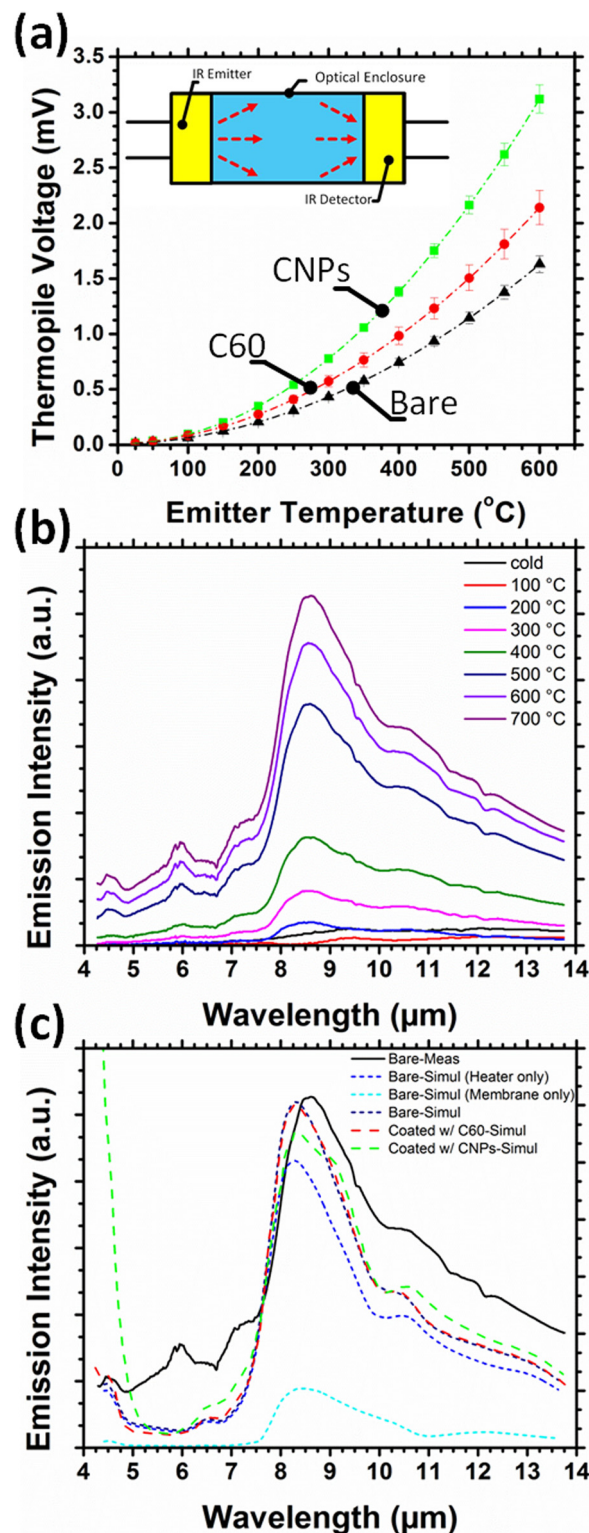 (a)
Thermopile Voltage (mV)
3.5
3.0
2.5
2.0
1.5
1.0
0.5
0.0
IR Emitter
Optical Enclosure
IR Detector
CNPs
C60
Bare
0 100 200 300 400 500 600
Emitter Temperature (°C)
(b)
Emission Intensity (a.u.)
cold
100 °C
200 °C
300 °C
400 °C
500 °C
600 °C
700 °C
4 5 6 7 8 9 10 11 12 13 14
Wavelength (µm)
(c)
Emission Intensity (a.u.)
Bare-Meas
Bare-Simul (Heater only)
Bare-Simul (Membrane only)
Bare-Simul
Coated w/ C60-Simul
Coated w/ CNPs-Simul
4 5 6 7 8 9 10 11 12 13 14
Wavelength (µm)